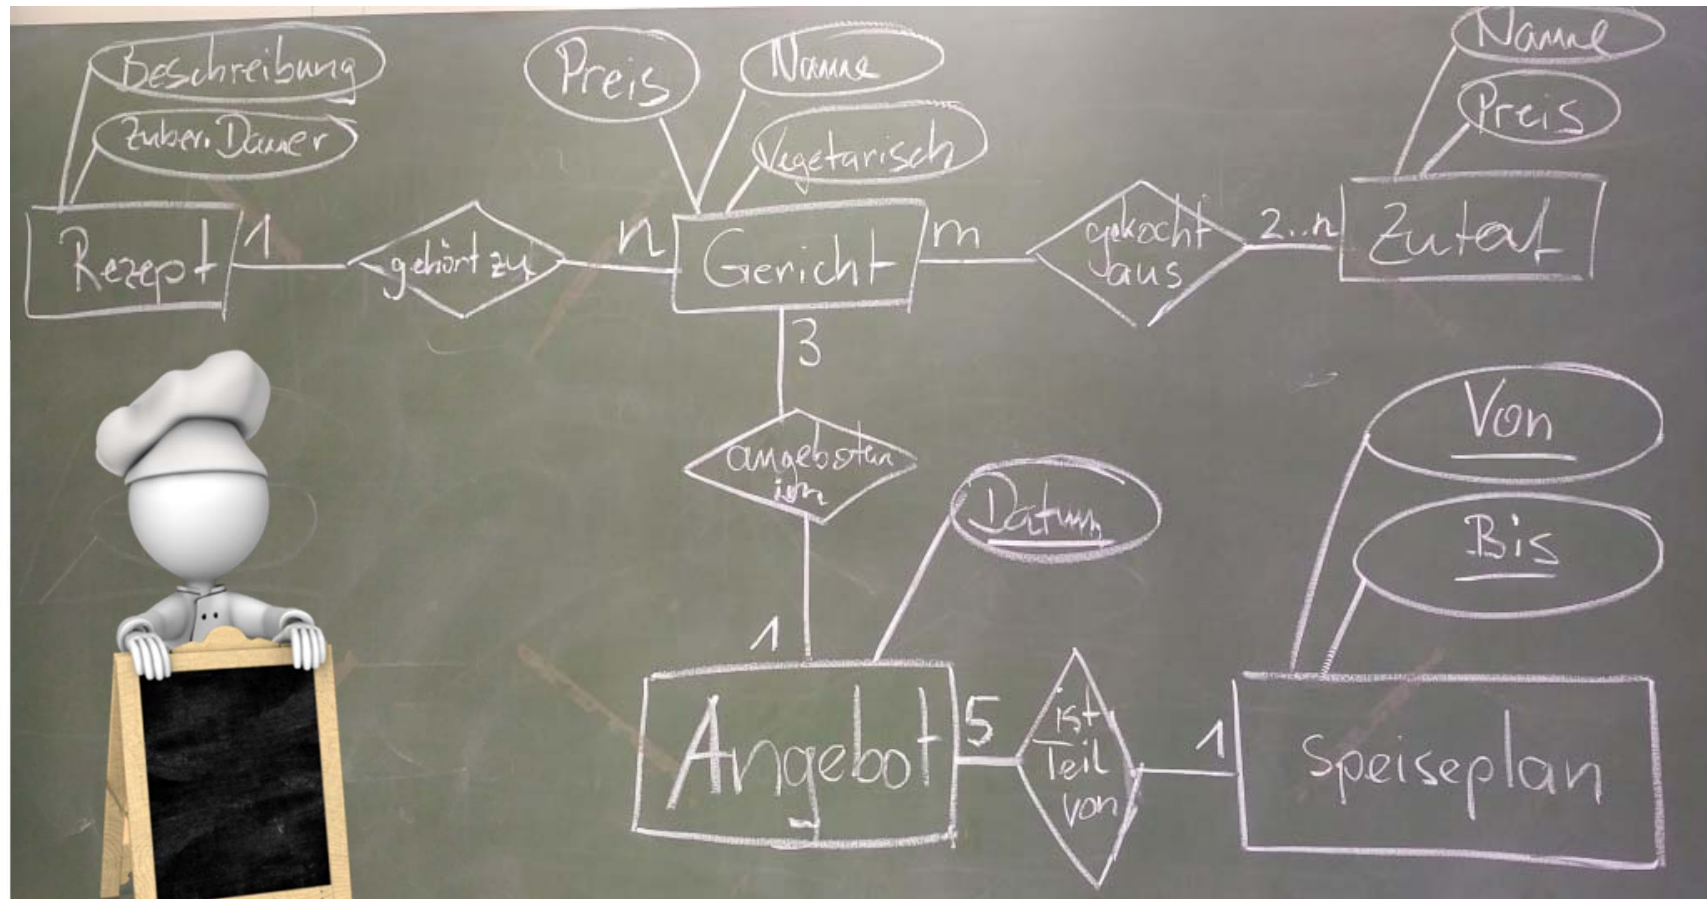 Beschreibung
Zuber. Dauer
Rezept
1
gehört zu
n
Preis
Name
Vegetarisch
Gericht
m
gekocht
aus
2..n
Name
Preis
Zutat
3
angeboten
im
1
Datum
Angebot
5
ist
Teil
von
1
Von
Bis
Speiseplan